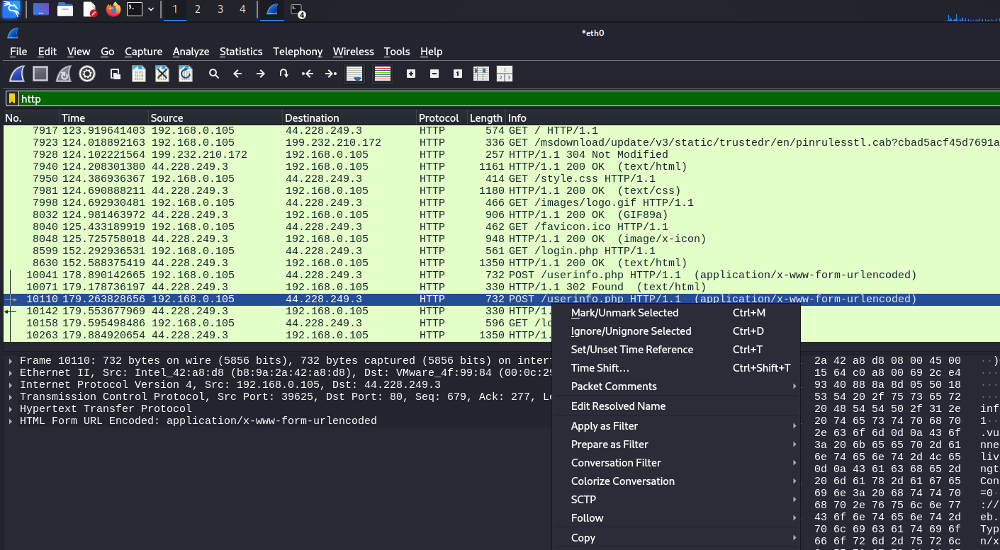 1 2 3 4 4
*eth0
File Edit View Go Capture Analyze Statistics Telephony Wireless Tools Help
http
No. Time Source Destination Protocol Length Info
7917 123.919641403 192.168.0.105 44.228.249.3 HTTP 574 GET / HTTP/1.1
7923 124.018892163 192.168.0.105 199.232.210.172 HTTP 336 GET /msdownload/update/v3/static/trustedr/en/pinrulesstl.cab?cbad5acf45d7691a
7928 124.102221564 199.232.210.172 192.168.0.105 HTTP 257 HTTP/1.1 304 Not Modified
7940 124.208301380 44.228.249.3 192.168.0.105 HTTP 1161 HTTP/1.1 200 OK (text/html)
7950 124.386936367 192.168.0.105 44.228.249.3 HTTP 414 GET /style.css HTTP/1.1
7981 124.690888211 44.228.249.3 192.168.0.105 HTTP 1180 HTTP/1.1 200 OK (text/css)
7998 124.692930481 192.168.0.105 44.228.249.3 HTTP 466 GET /images/logo.gif HTTP/1.1
8032 124.981463972 44.228.249.3 192.168.0.105 HTTP 906 HTTP/1.1 200 OK (GIF89a)
8040 125.433189919 192.168.0.105 44.228.249.3 HTTP 462 GET /favicon.ico HTTP/1.1
8048 125.725758018 44.228.249.3 192.168.0.105 HTTP 948 HTTP/1.1 200 OK (image/x-icon)
8599 152.292936531 192.168.0.105 44.228.249.3 HTTP 561 GET /login.php HTTP/1.1
8630 152.588375419 44.228.249.3 192.168.0.105 HTTP 1350 HTTP/1.1 200 OK (text/html)
10041 178.890142665 192.168.0.105 44.228.249.3 HTTP 732 POST /userinfo.php HTTP/1.1 (application/x-www-form-urlencoded)
10071 179.178736197 44.228.249.3 192.168.0.105 HTTP 330 HTTP/1.1 302 Found (text/html)
10110 179.263828656 192.168.0.105 44.228.249.3 HTTP 732 POST /userinfo.php HTTP/1.1 (application/x-www-form-urlencoded)
10142 179.553677969 44.228.249.3 192.168.0.105 HTTP 330 HTTP/1.
10158 179.595498486 192.168.0.105 44.228.249.3 HTTP 596 GET /lo
10263 179.884920654 44.228.249.3 192.168.0.105 HTTP 1350 HTTP/1.
Mark/Unmark Selected Ctrl+M
Ignore/Unignore Selected Ctrl+D
Set/Unset Time Reference Ctrl+T
Time Shift… Ctrl+Shift+T
Packet Comments
Edit Resolved Name
Apply as Filter
Prepare as Filter
Conversation Filter
Colorize Conversation
SCTP
Follow
Copy
Frame 10110: 732 bytes on wire (5856 bits), 732 bytes captured (5856 bits) on inter
Ethernet II, Src: Intel_42:a8:d8 (b8:9a:2a:42:a8:d8), Dst: VMware_4f:99:84 (00:0c:29
Internet Protocol Version 4, Src: 192.168.0.105, Dst: 44.228.249.3
Transmission Control Protocol, Src Port: 39625, Dst Port: 80, Seq: 679, Ack: 277, Le
Hypertext Transfer Protocol
HTML Form URL Encoded: application/x-www-form-urlencoded
2a 42 a8 d8 08 00 45 00 ··)
15 64 c0 a8 00 69 2c e4 ···
93 40 88 8a 8d 05 50 18 ···
53 54 20 2f 75 73 65 72 ···
20 48 54 54 50 2f 31 2e inf
20 74 65 73 74 70 68 70 1··
2e 63 6f 6d 0d 0a 43 6f .vu
3a 20 6b 65 65 70 2d 61 nne
6e 74 65 6e 74 2d 4c 65 liv
0d 0a 43 61 63 68 65 2d ngt
20 6d 61 78 2d 61 67 65 Con
69 6e 3a 20 68 74 74 70 =0·
68 70 2e 76 75 6c 6e 77 ://
43 6f 6e 74 65 6e 74 2d eb.
70 6c 69 63 61 74 69 6f Typ
66 6f 72 6d 2d 75 72 6c n/x